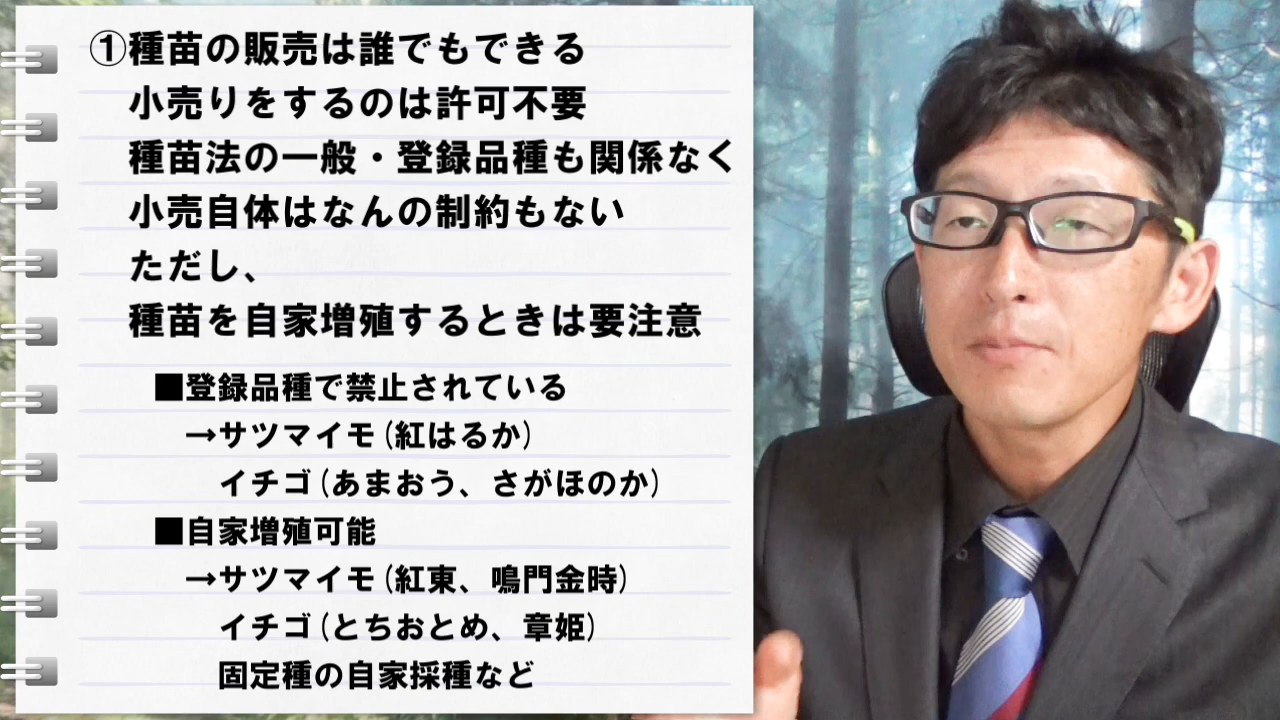 ①種苗の販売は誰でもできる
小売りをするのは許可不要
種苗法の一般・登録品種も関係なく
小売自体はなんの制約もない
ただし、
種苗を自家増殖するときは要注意
■登録品種で禁止されている
→サツマイモ(紅はるか)
イチゴ(あまおう、さがほのか)
■自家増殖可能
→サツマイモ(紅東、鳴門金時)
イチゴ(とちおとめ、章姫)
固定種の自家採種など